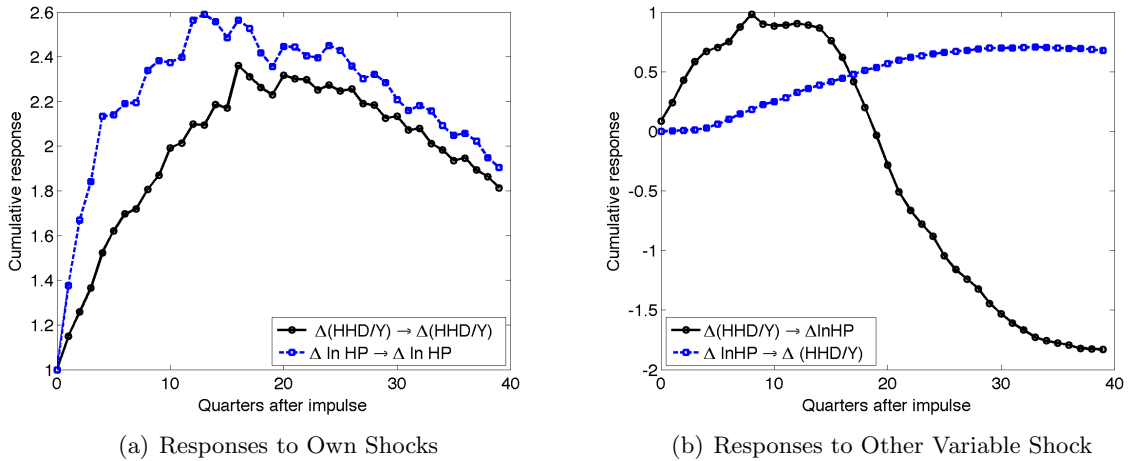 2.6
2.4
2.2
2
1.8
1.6
1.4
1.2
1
Cumulative response
0 10 20 30 40
Quarters after impulse
Δ(HHD/Y) → Δ(HHD/Y)
Δ ln HP → Δ ln HP
(a) Responses to Own Shocks
1
0.5
0
-0.5
-1
-1.5
-2
Cumulative response
0 10 20 30 40
Quarters after impulse
Δ(HHD/Y) → ΔlnHP
Δ lnHP → Δ (HHD/Y)
(b) Responses to Other Variable Shock